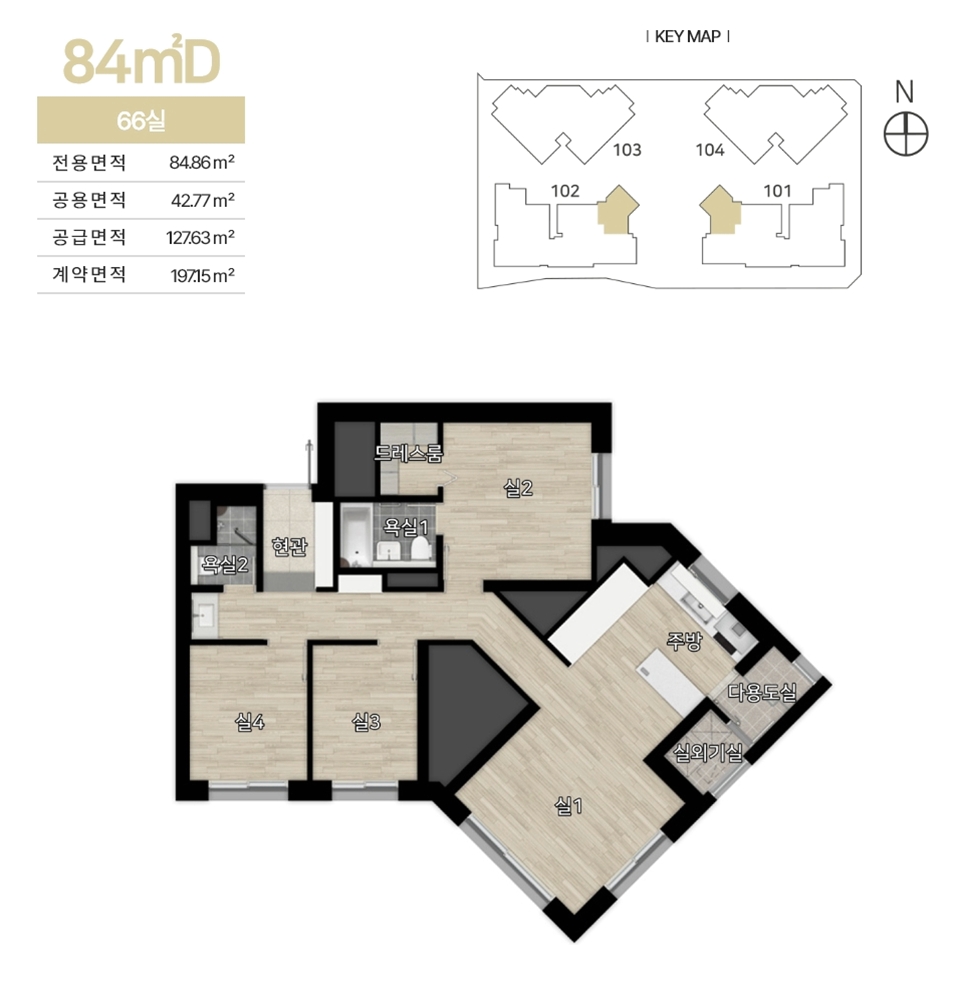 84㎡D
66실
전용면적 84.86 m²
공용면적 42.77 m²
공급면적 127.63 m²
계약면적 197.15 m²
| KEY MAP |
N
103
104
102
101
드레스룸
실2
욕실1
현관
욕실2
주방
다용도실
실4
실3
실외기실
실1